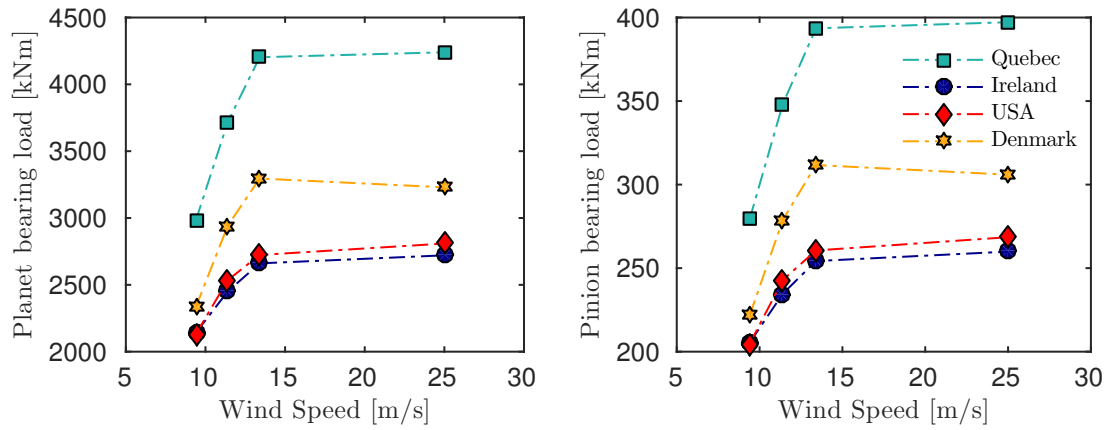 Planet bearing load [kNm]
4500
4250
4000
3500
3000
2500
2000
5 10 15 20 25 30
Wind Speed [m/s]
Pinion bearing load [kNm]
400
350
300
250
200
5 10 15 20 25 30
Wind Speed [m/s]
Quebec
Ireland
USA
Denmark